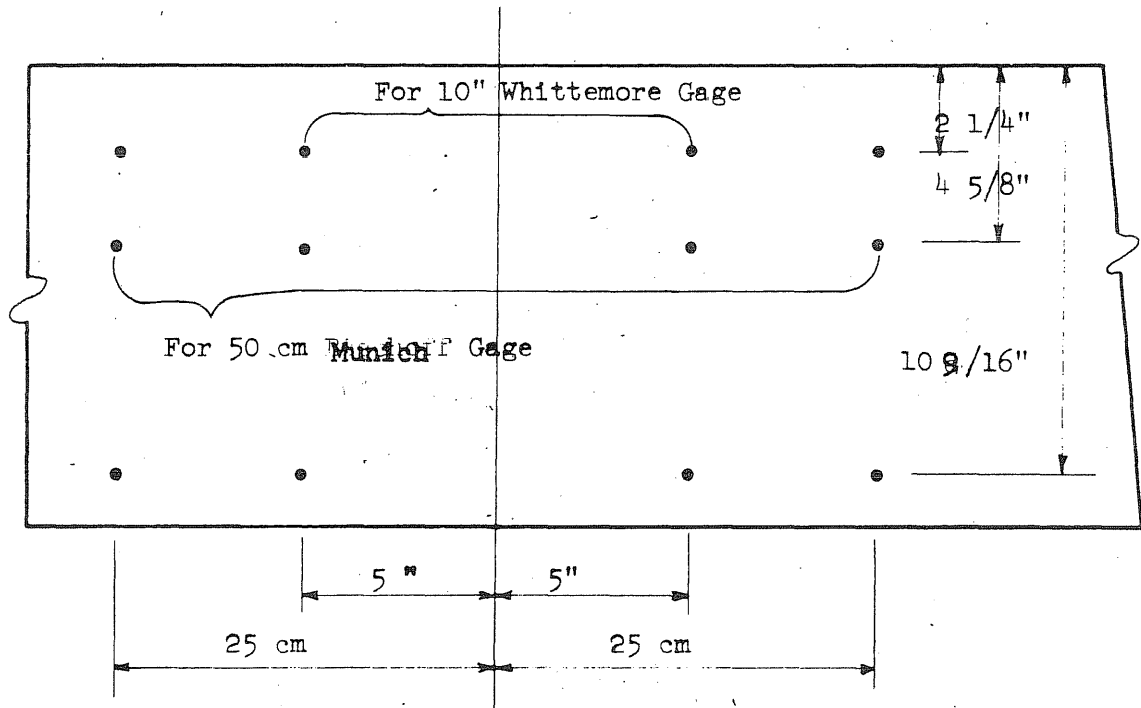 For 10" Whittemore Gage
2 1/4"
4 5/8"
For 50 cm Munich Gage
10 9/16"
5 "
5"
25 cm
25 cm